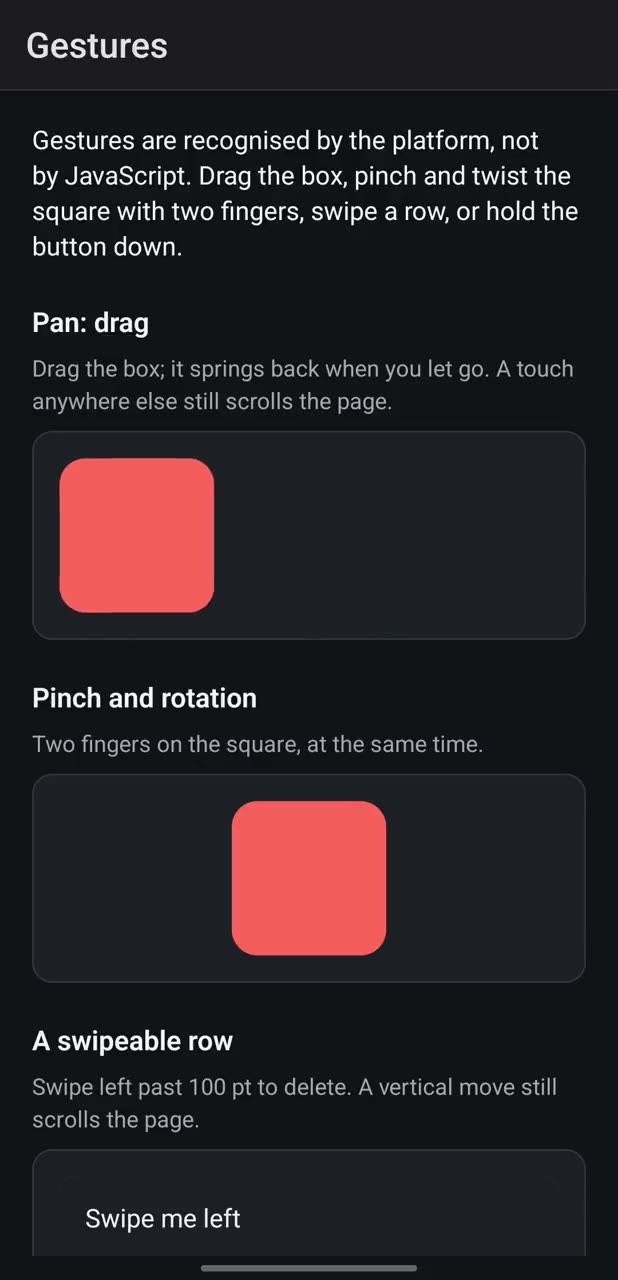 Gestures
Gestures are recognised by the platform, not
by JavaScript. Drag the box, pinch and twist the
square with two fingers, swipe a row, or hold the
button down.
Pan: drag
Drag the box; it springs back when you let go. A touch
anywhere else still scrolls the page.
Pinch and rotation
Two fingers on the square, at the same time.
A swipeable row
Swipe left past 100 pt to delete. A vertical move still
scrolls the page.
Swipe me left